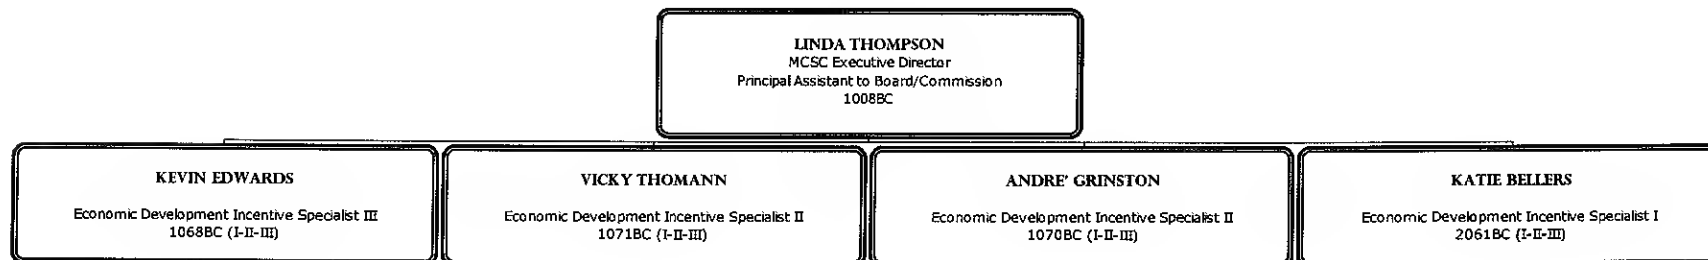 LINDA THOMPSON
MCSC Executive Director
Principal Assistant to Board/Commission
1008BC
KEVIN EDWARDS
Economic Development Incentive Specialist III
1068BC (I-II-III)
VICKY THOMANN
Economic Development Incentive Specialist II
1071BC (I-II-III)
ANDRE' GRINSTON
Economic Development Incentive Specialist II
1070BC (I-II-III)
KATIE BELLERS
Economic Development Incentive Specialist I
2061BC (I-II-III)